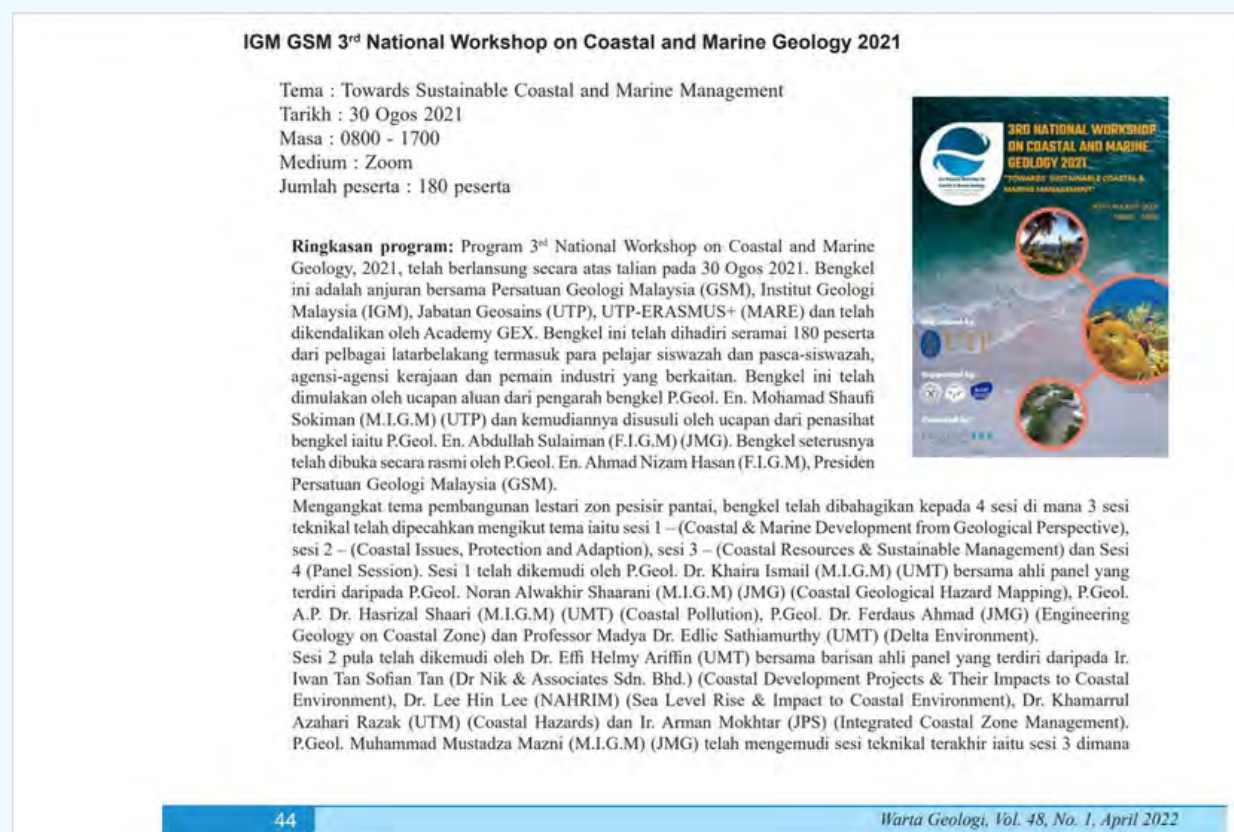 IGM GSM 3rd National Workshop on Coastal and Marine Geology 2021
Tema : Towards Sustainable Coastal and Marine Management
Tarikh : 30 Ogos 2021
Masa : 0800 - 1700
Medium : Zoom
Jumlah peserta : 180 peserta
3RD NATIONAL WORKSHOP
ON COASTAL AND MARINE
GEOLOGY 2021
"TOWARDS SUSTAINABLE COASTAL &
MARINE MANAGEMENT"
Supported by:
Ringkasan program: Program 3rd National Workshop on Coastal and Marine
Geology, 2021, telah berlansung secara atas talian pada 30 Ogos 2021. Bengkel
ini adalah anjuran bersama Persatuan Geologi Malaysia (GSM), Institut Geologi
Malaysia (IGM), Jabatan Geosains (UTP), UTP-ERASMUS+ (MARE) dan telah
dikendalikan oleh Academy GEX. Bengkel ini telah dihadiri seramai 180 peserta
dari pelbagai latarbelakang termasuk para pelajar siswazah dan pasca-siswazah,
agensi-agensi kerajaan dan pemain industri yang berkaitan. Bengkel ini telah
dimulakan oleh ucapan aluan dari pengarah bengkel P.Geol. En. Mohamad Shaufi
Sokiman (M.I.G.M) (UTP) dan kemudiannya disusuli oleh ucapan dari penasihat
bengkel iaitu P.Geol. En. Abdullah Sulaiman (F.I.G.M) (JMG). Bengkel seterusnya
telah dibuka secara rasmi oleh P.Geol. En. Ahmad Nizam Hasan (F.I.G.M), Presiden
Persatuan Geologi Malaysia (GSM).
Mengangkat tema pembangunan lestari zon pesisir pantai, bengkel telah dibahagikan kepada 4 sesi di mana 3 sesi
teknikal telah dipecahkan mengikut tema iaitu sesi 1 – (Coastal & Marine Development from Geological Perspective),
sesi 2 – (Coastal Issues, Protection and Adaption), sesi 3 – (Coastal Resources & Sustainable Management) dan Sesi
4 (Panel Session). Sesi 1 telah dikemudi oleh P.Geol. Dr. Khaira Ismail (M.I.G.M) (UMT) bersama ahli panel yang
terdiri daripada P.Geol. Noran Alwakhir Shaarani (M.I.G.M) (JMG) (Coastal Geological Hazard Mapping), P.Geol.
A.P. Dr. Hasrizal Shaari (M.I.G.M) (UMT) (Coastal Pollution), P.Geol. Dr. Ferdaus Ahmad (JMG) (Engineering
Geology on Coastal Zone) dan Professor Madya Dr. Edlic Sathiamurthy (UMT) (Delta Environment).
Sesi 2 pula telah dikemudi oleh Dr. Effi Helmy Ariffin (UMT) bersama barisan ahli panel yang terdiri daripada Ir.
Iwan Tan Sofian Tan (Dr Nik & Associates Sdn. Bhd.) (Coastal Development Projects & Their Impacts to Coastal
Environment), Dr. Lee Hin Lee (NAHRIM) (Sea Level Rise & Impact to Coastal Environment), Dr. Khamarrul
Azahari Razak (UTM) (Coastal Hazards) dan Ir. Arman Mokhtar (JPS) (Integrated Coastal Zone Management).
P.Geol. Muhammad Mustadza Mazni (M.I.G.M) (JMG) telah mengemudi sesi teknikal terakhir iaitu sesi 3 dimana
44
Warta Geologi, Vol. 48, No. 1, April 2022